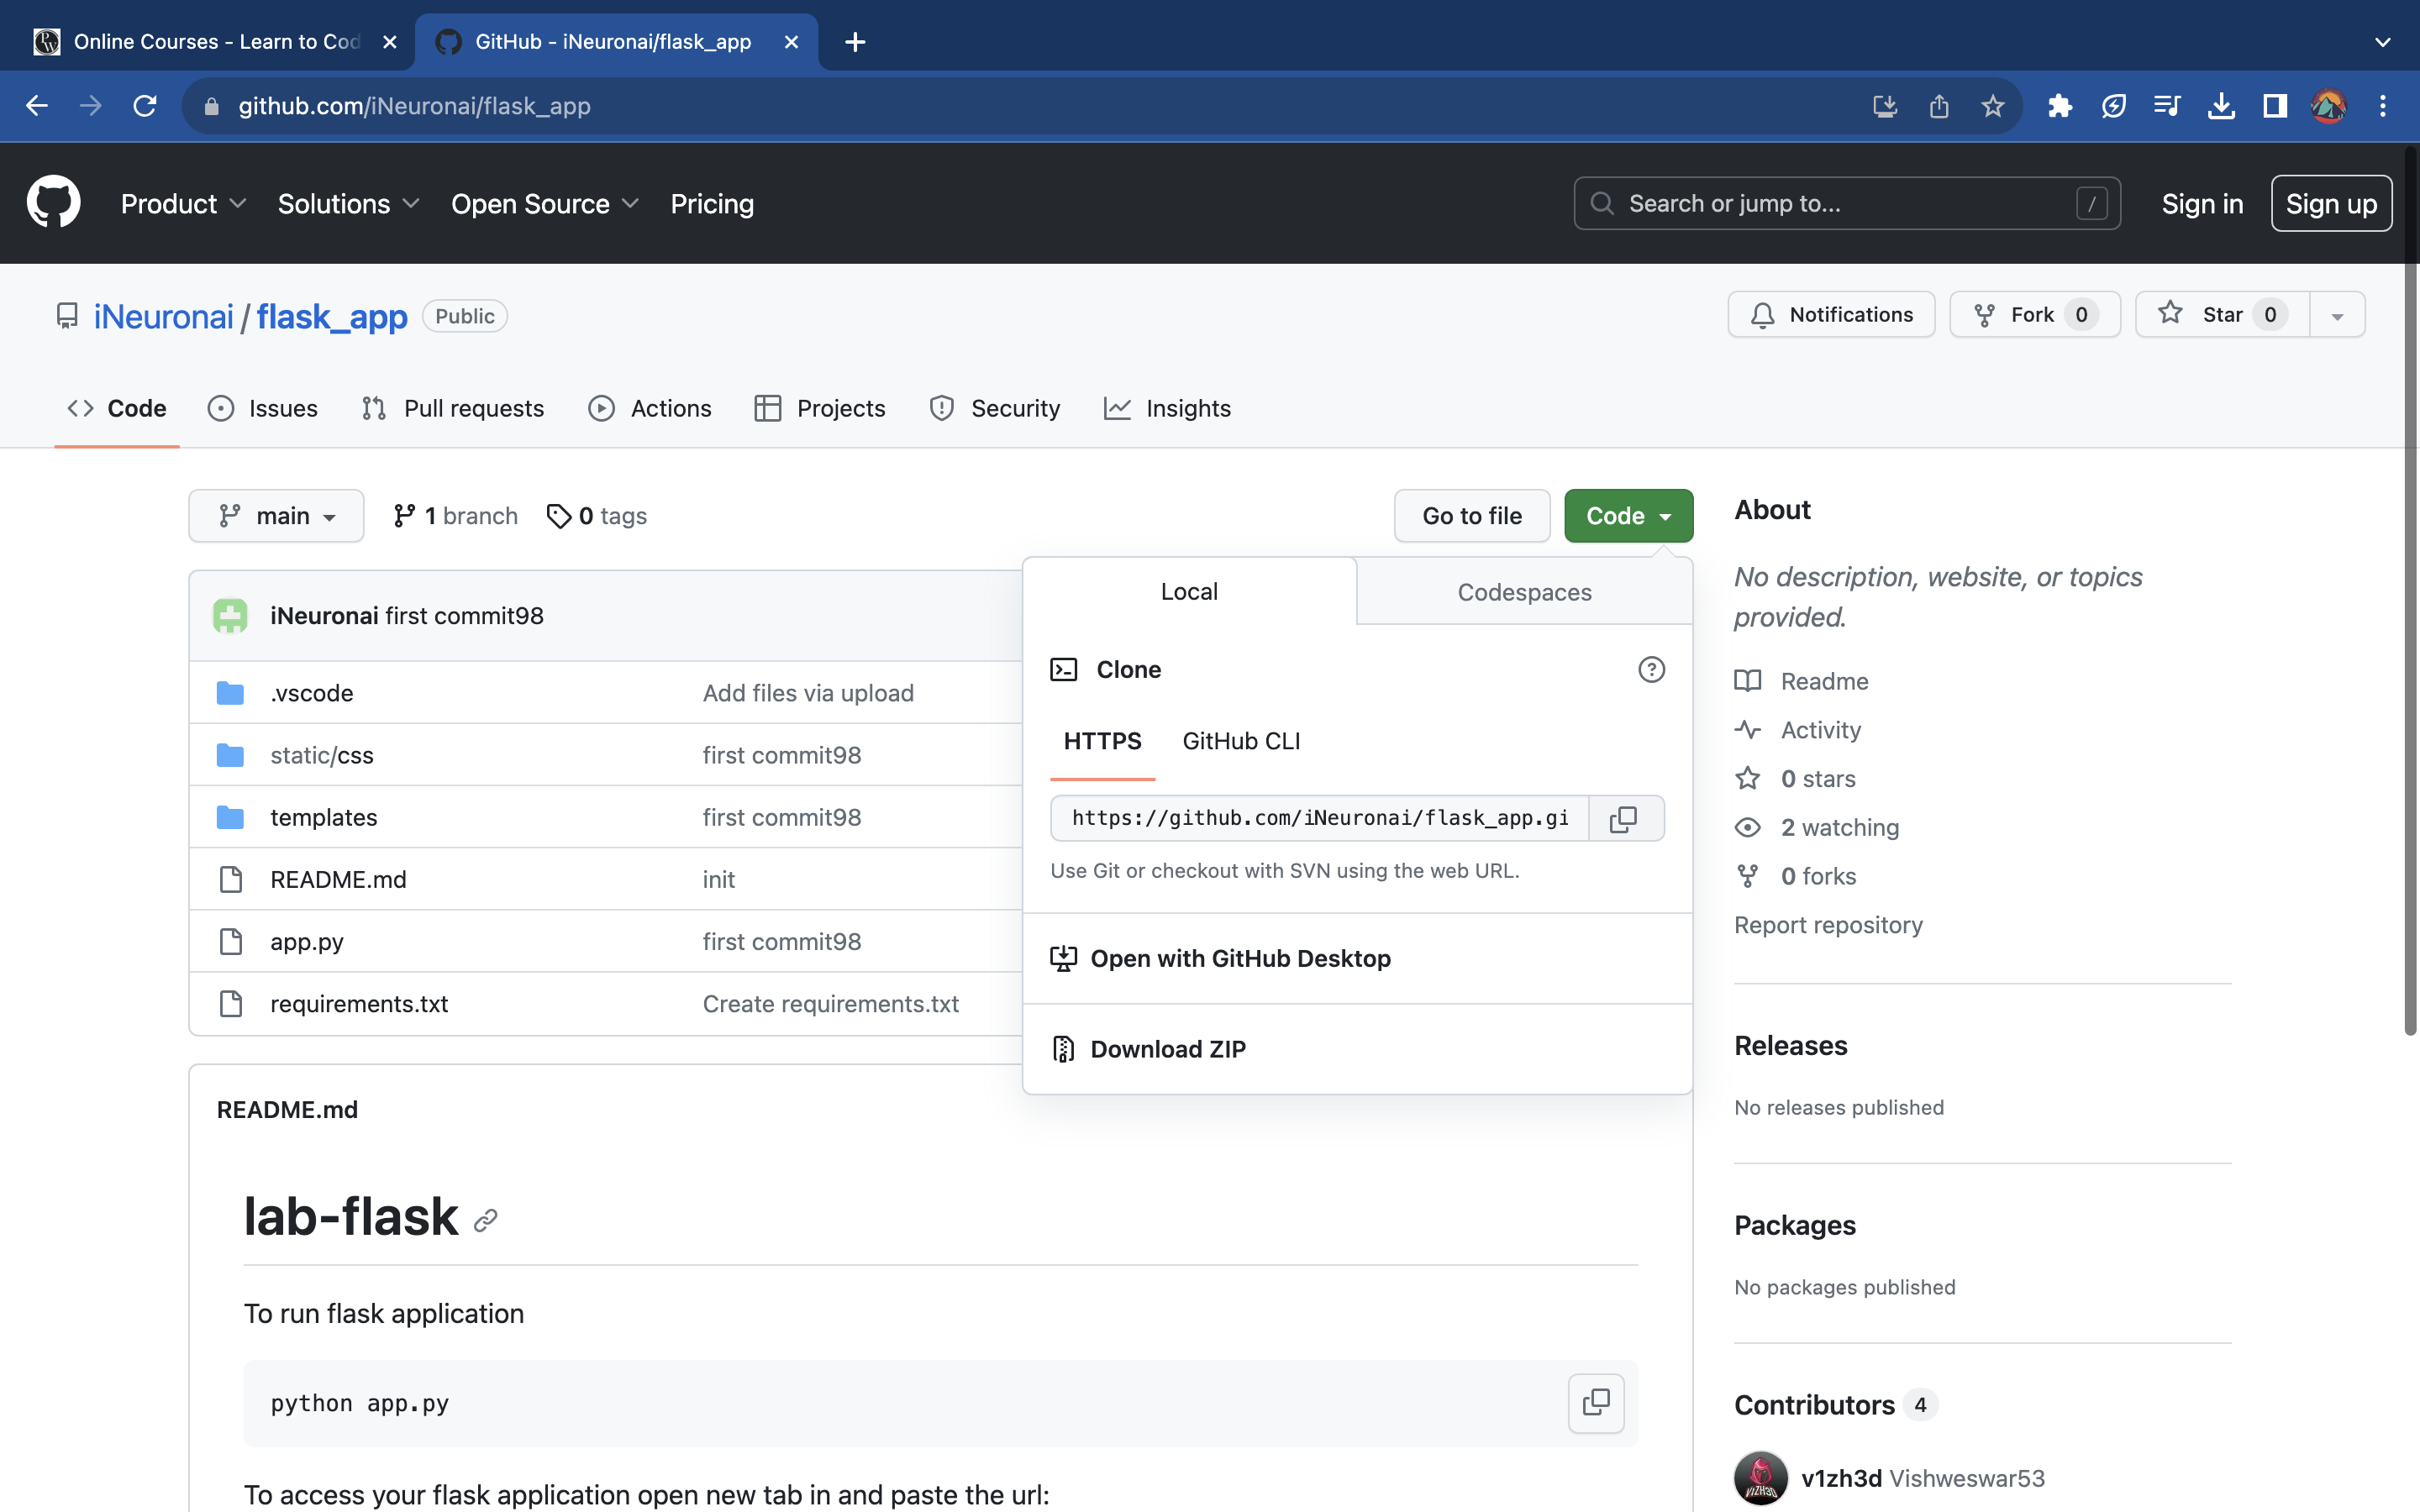 Online Courses - Learn to Cod
GitHub - iNeuronai/flask_app
github.com/iNeuronai/flask_app
Product
Solutions
Open Source
Pricing
Search or jump to...
/
Sign in
Sign up
iNeuronai / flask_app
Public
Notifications
Fork 0
Star 0
Code
Issues
Pull requests
Actions
Projects
Security
Insights
main
1 branch
0 tags
Go to file
Code
iNeuronai first commit98
.vscode
Add files via upload
static/css
first commit98
templates
first commit98
README.md
init
app.py
first commit98
requirements.txt
Create requirements.txt
Local
Codespaces
Clone
HTTPS
GitHub CLI
https://github.com/iNeuronai/flask_app.gi
Use Git or checkout with SVN using the web URL.
Open with GitHub Desktop
Download ZIP
README.md
lab-flask
To run flask application
python app.py
To access your flask application open new tab in and paste the url:
About
No description, website, or topics
provided.
Readme
Activity
0 stars
2 watching
0 forks
Report repository
Releases
No releases published
Packages
No packages published
Contributors 4
v1zh3d Vishweswar53